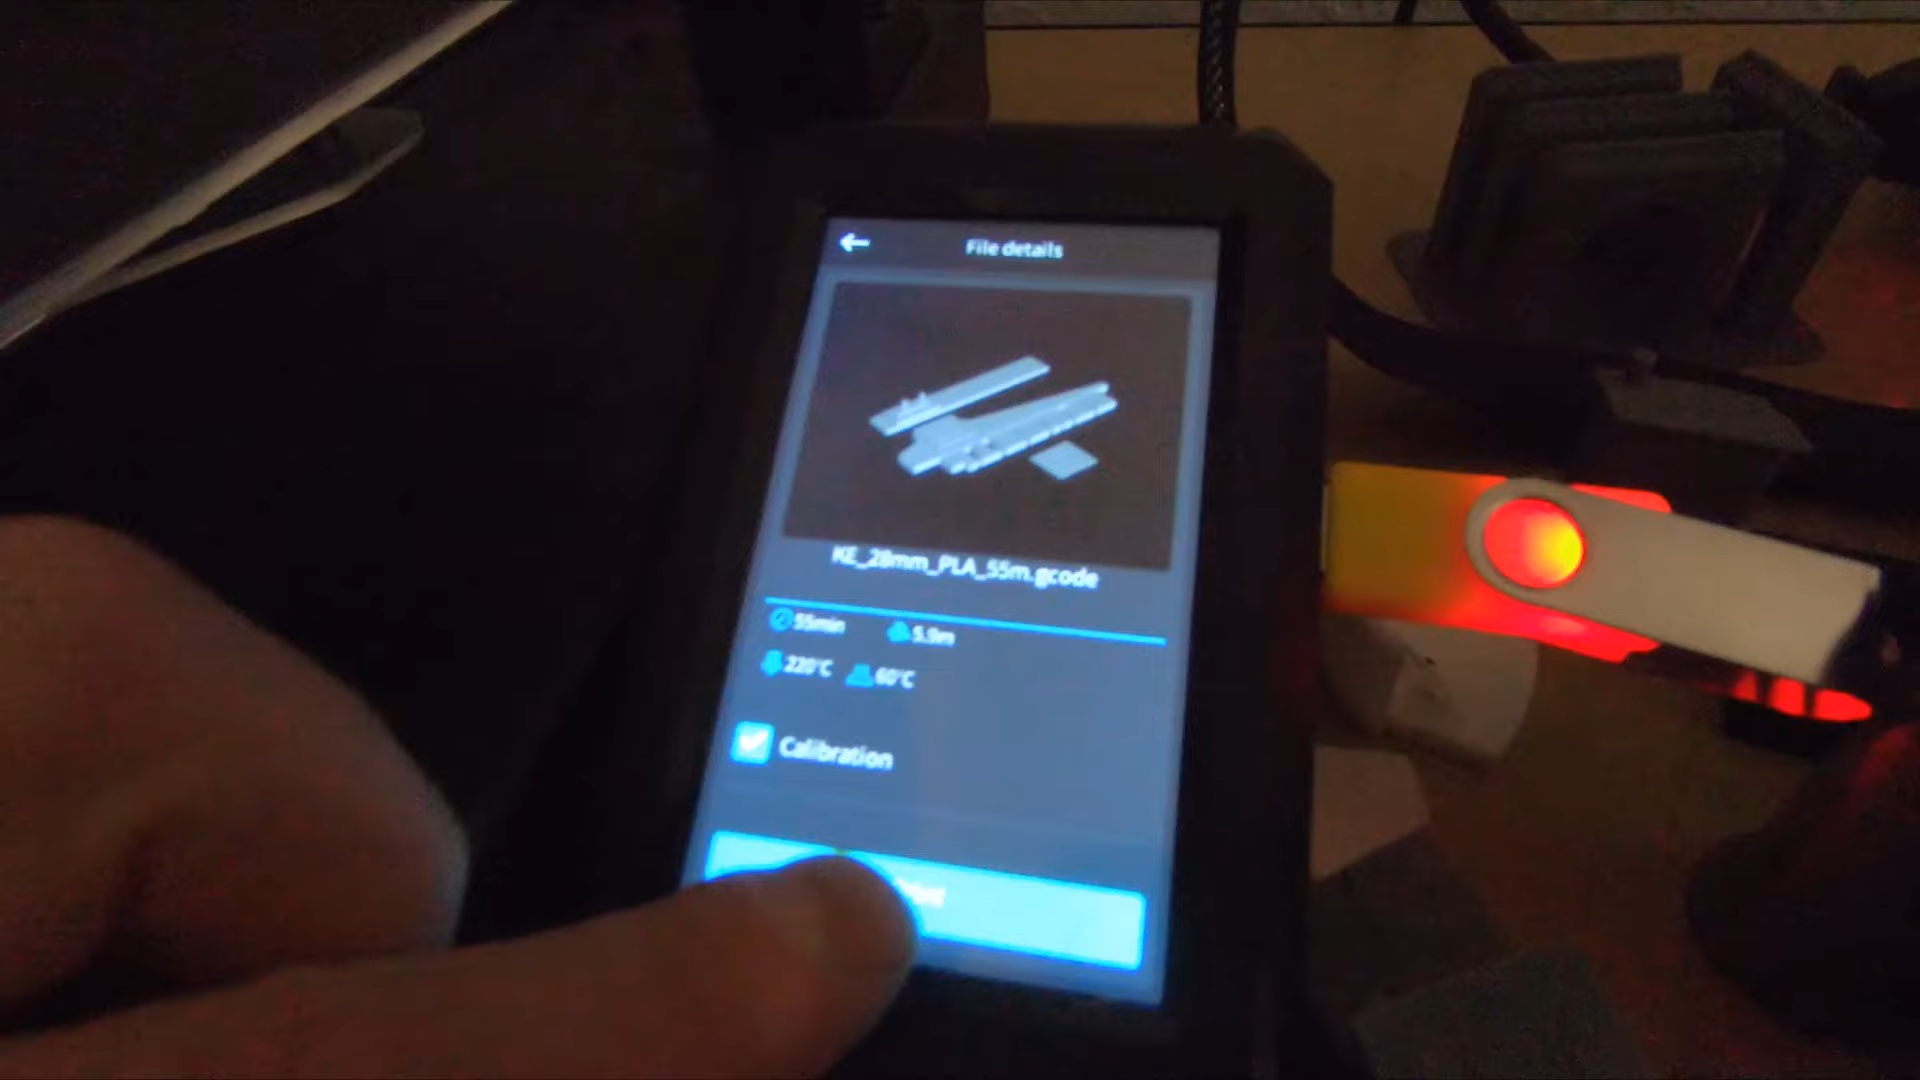 File details
KE_28mm_PLA_55m.gcode
55min 5.9m
220°C 60°C
Calibration